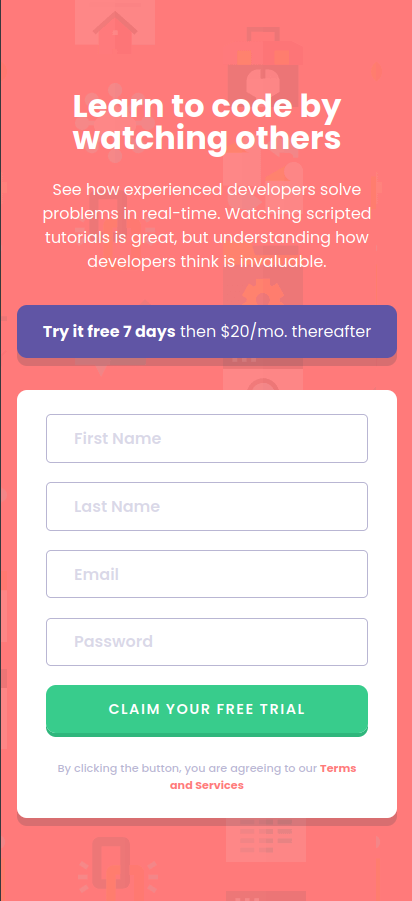 Learn to code by
watching others
See how experienced developers solve
problems in real-time. Watching scripted
tutorials is great, but understanding how
developers think is invaluable.
Try it free 7 days then $20/mo. thereafter
First Name
Last Name
Email
Password
CLAIM YOUR FREE TRIAL
By clicking the button, you are agreeing to our Terms
and Services